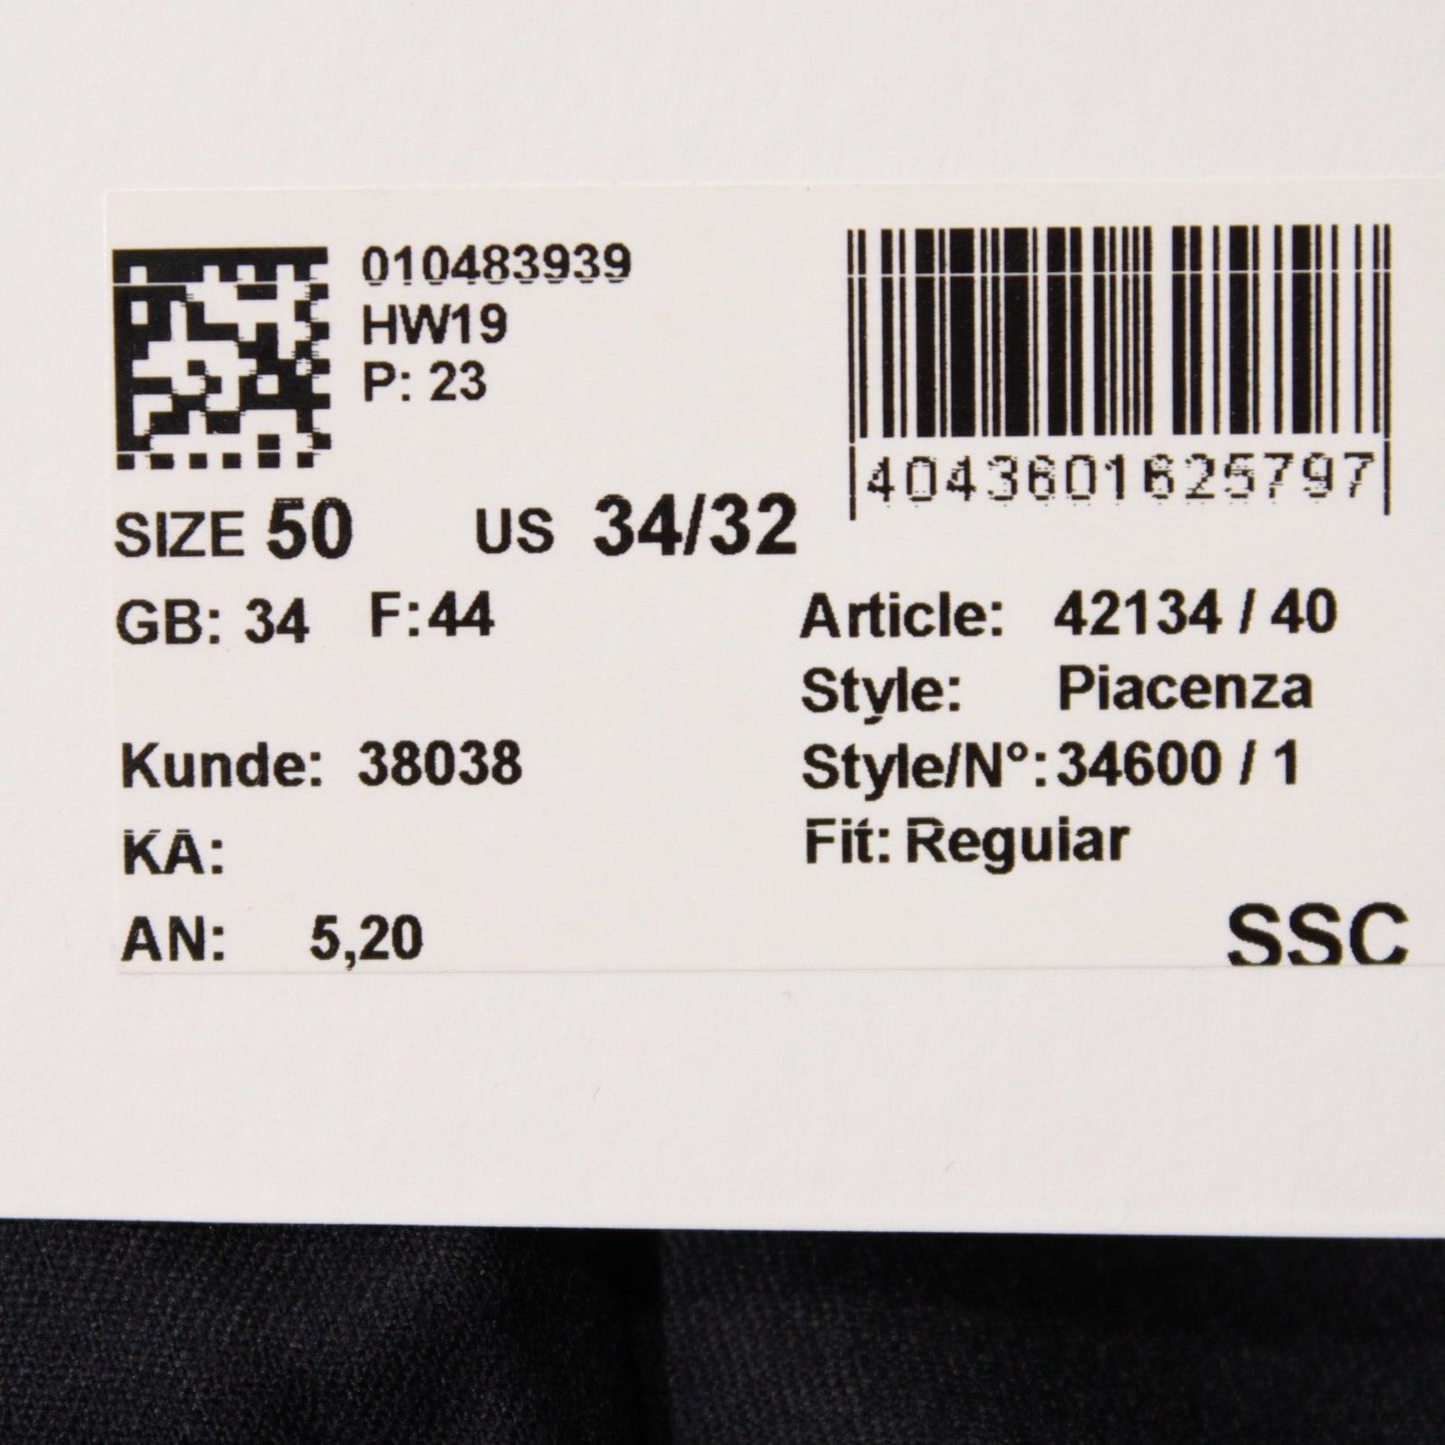 010483939
HW19
P: 23
4043601625797
SIZE 50 US 34/32
GB: 34 F:44
Article: 42134 / 40
Style: Piacenza
Kunde: 38038
Style/N°: 34600 / 1
KA:
Fit: Regular
AN: 5,20
SSC